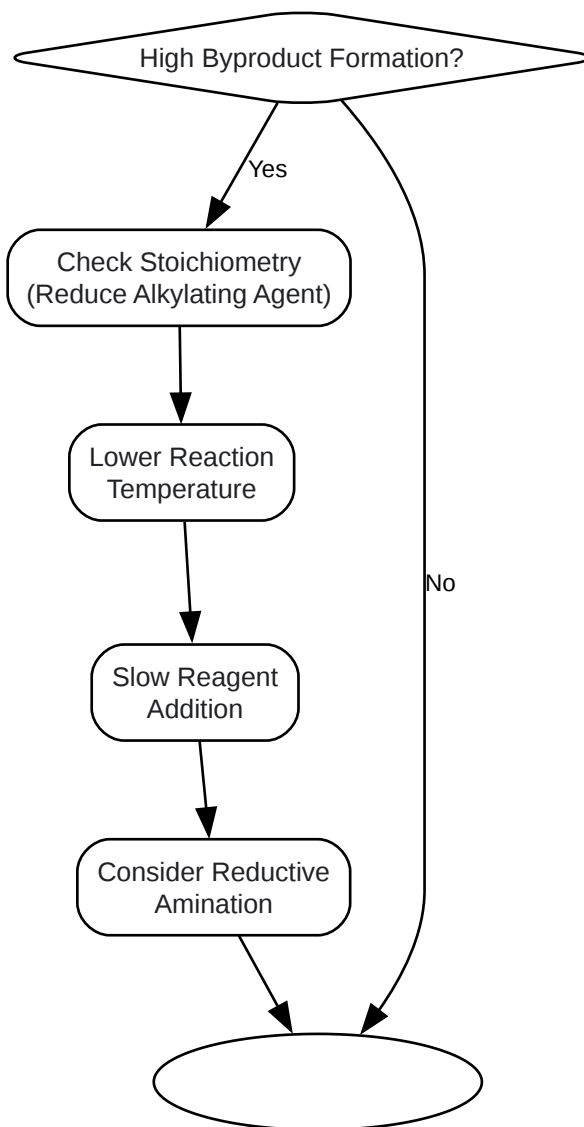 High Byproduct Formation?
Yes
Check Stoichiometry
(Reduce Alkylating Agent)
Lower Reaction
Temperature
No
Slow Reagent
Addition
Consider Reductive
Amination